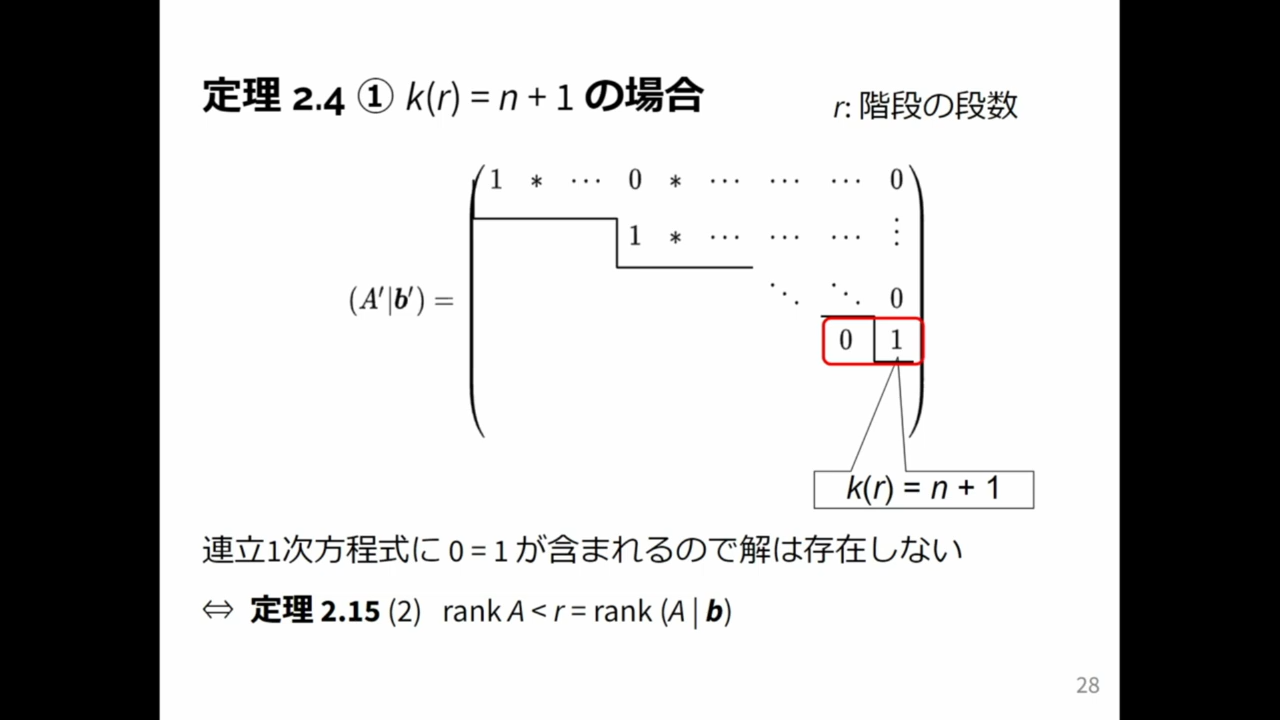 定理 2.4 ① k(r) = n + 1 の場合
r: 階段の段数
1 * ⋯ 0 * ⋯ ⋯ ⋯ 0
1 * ⋯ ⋯ ⋯ ⋮
(A′|b′) = ⋱ ⋱ 0
0 1
k(r) = n + 1
連立1次方程式に 0 = 1 が含まれるので解は存在しない
⇔ 定理 2.15 (2) rank A < r = rank (A | b)
28